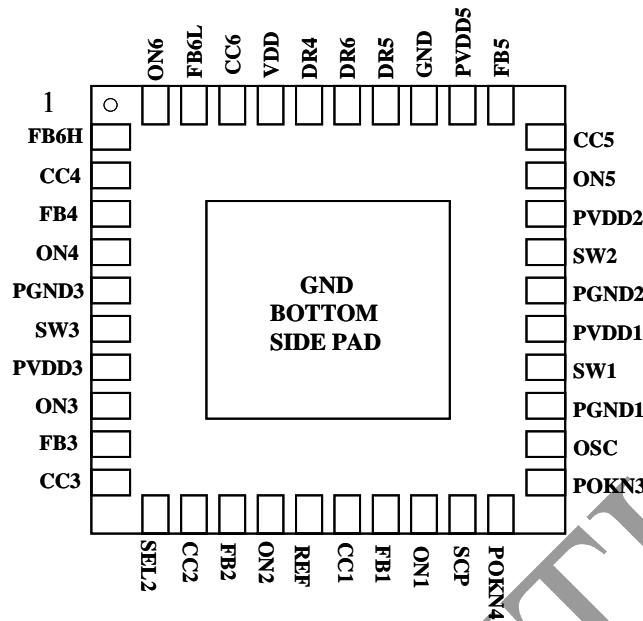 ON6
FB6L
CC6
VDD
DR4
DR6
DR5
GND
PVDD5
FB5
1
FB6H
CC4
FB4
ON4
PGND3
SW3
PVDD3
ON3
FB3
CC3
GND
BOTTOM
SIDE PAD
CC5
ON5
PVDD2
SW2
PGND2
PVDD1
SW1
PGND1
OSC
POKN3
SEL2
CC2
FB2
ON2
REF
CC1
FB1
ON1
SCP
POKN4